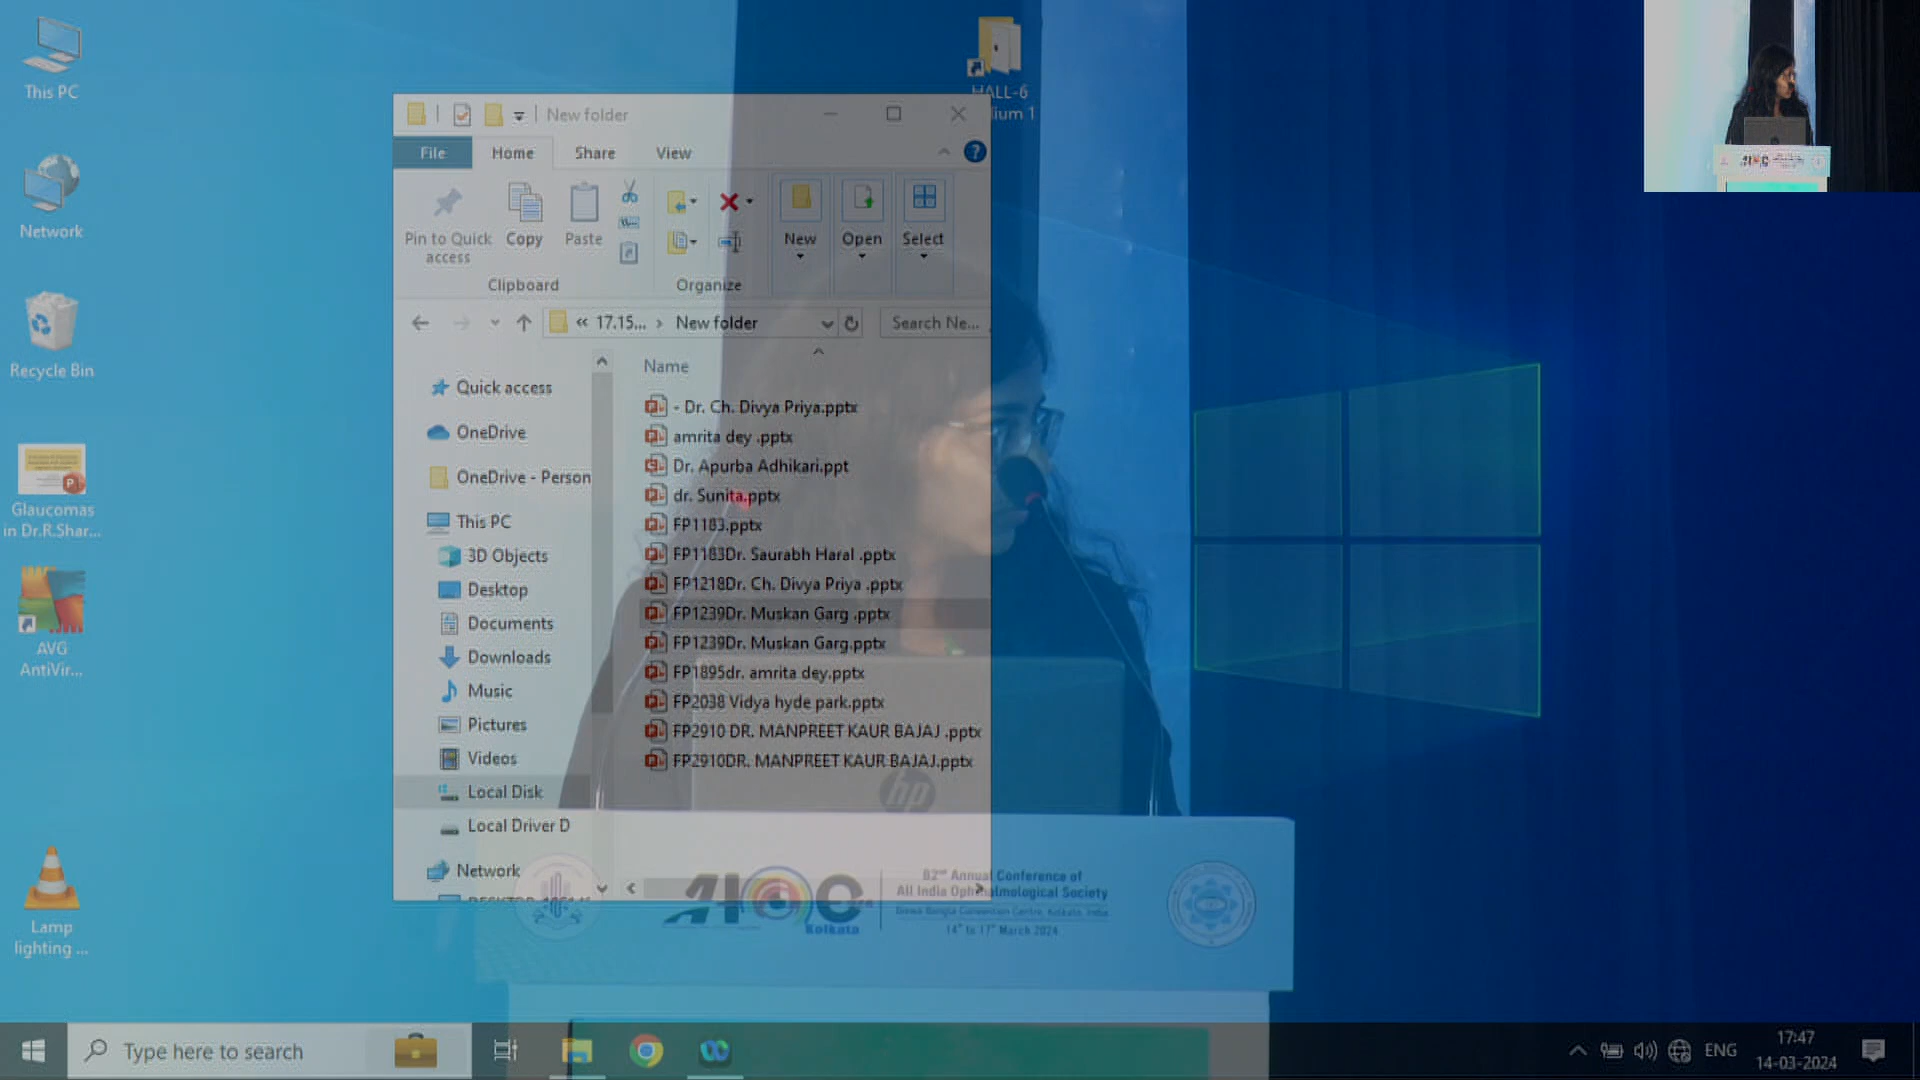 This PC
Network
Recycle Bin
Glaucomas
in Dr.R.Shar...
AVG
AntiVir...
Lamp
lighting ...
HALL-6
lium 1
New folder
File
Home
Share
View
Pin to Quick
access
Copy
Paste
New
Open
Select
Clipboard
Organize
« 17.15... › New folder
Search Ne...
Quick access
OneDrive
OneDrive - Person
This PC
3D Objects
Desktop
Documents
Downloads
Music
Pictures
Videos
Local Disk
Local Driver D
Network
Name
- Dr. Ch. Divya Priya.pptx
amrita dey .pptx
Dr. Apurba Adhikari.ppt
dr. Sunita.pptx
FP1183.pptx
FP1183Dr. Saurabh Haral .pptx
FP1218Dr. Ch. Divya Priya .pptx
FP1239Dr. Muskan Garg .pptx
FP1239Dr. Muskan Garg.pptx
FP1895dr. amrita dey.pptx
FP2038 Vidya hyde park.pptx
FP2910 DR. MANPREET KAUR BAJAJ .pptx
FP2910DR. MANPREET KAUR BAJAJ.pptx
hp
AIOC
Kolkata
82nd Annual Conference of
All India Ophthalmological Society
Biswa Bangla Convention Centre, Kolkata, India
14th to 17th March 2024
Type here to search
ENG
17:47
14-03-2024